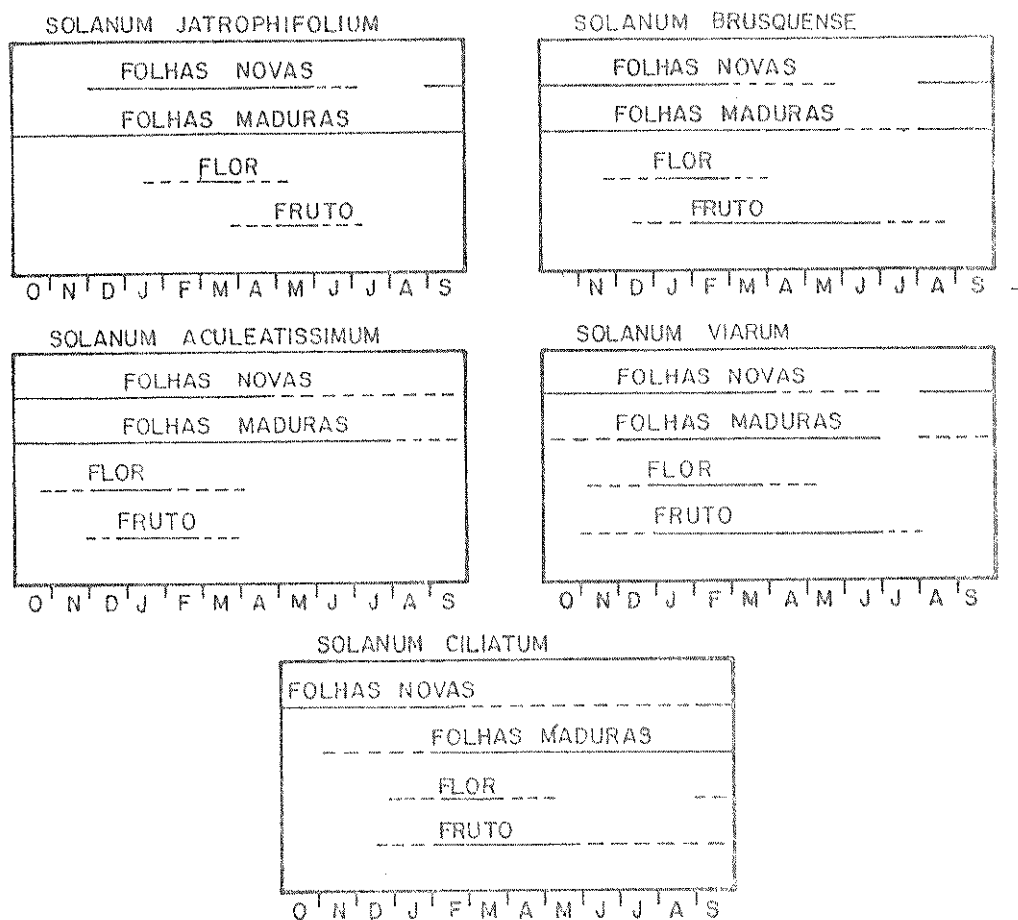 SOLANUM JATROPHIFOLIUM
FOLHAS NOVAS
FOLHAS MADURAS
FLOR
FRUTO
O N D J F M A M J J A S
SOLANUM BRUSQUENSE
FOLHAS NOVAS
FOLHAS MADURAS
FLOR
FRUTO
N D J F M A M J J A S
SOLANUM ACULEATISSIMUM
FOLHAS NOVAS
FOLHAS MADURAS
FLOR
FRUTO
O N D J F M A M J J A S
SOLANUM VIARUM
FOLHAS NOVAS
FOLHAS MADURAS
FLOR
FRUTO
O N D J F M A M J J A S
SOLANUM CILIATUM
FOLHAS NOVAS
FOLHAS MADURAS
FLOR
FRUTO
O N D J F M A M J J A S